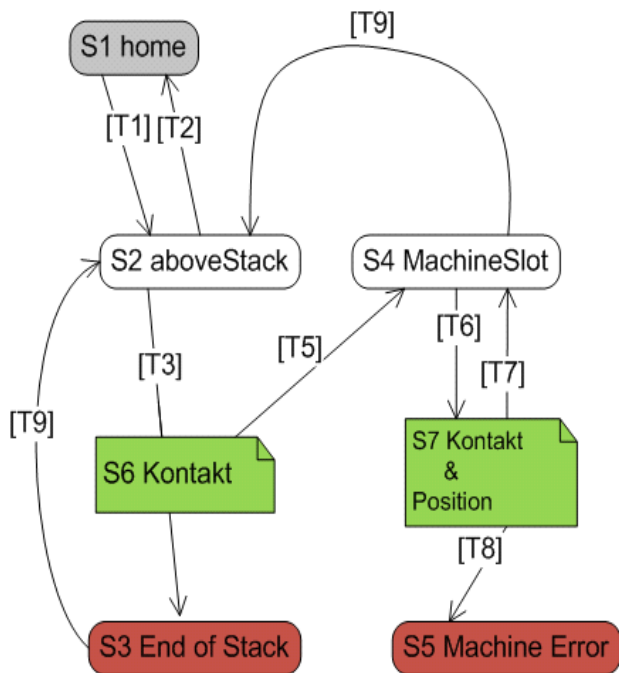 [T9]
S1 home
[T1]
[T2]
S2 aboveStack
S4 MachineSlot
[T3]
[T5]
[T6]
[T7]
[T9]
S6 Kontakt
S7 Kontakt
&
Position
[T8]
S3 End of Stack
S5 Machine Error